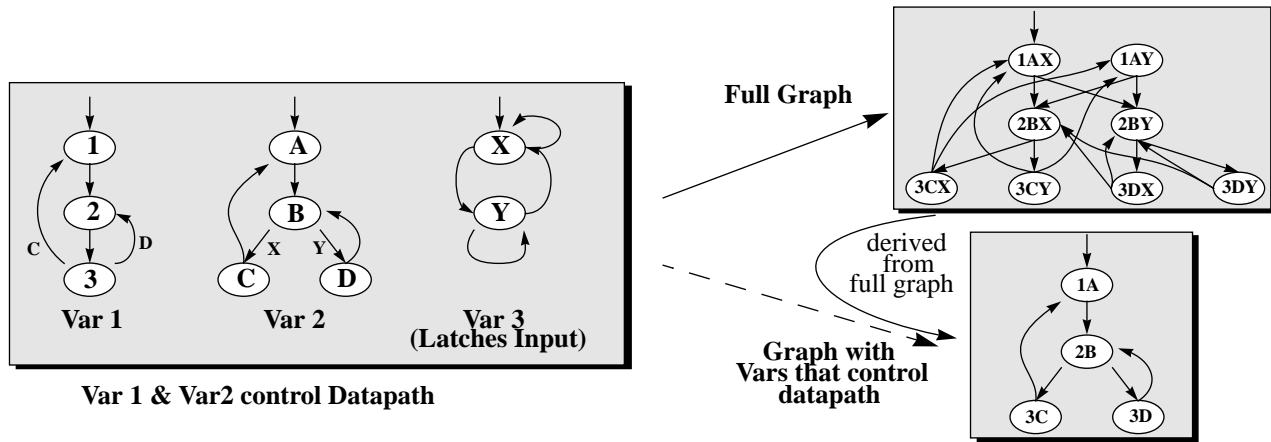 1
2
3
C
D
Var 1
A
B
X
Y
C
D
Var 2
X
Y
Var 3
(Latches Input)
Var 1 & Var2 control Datapath
Full Graph
1AX
1AY
2BX
2BY
3CX
3CY
3DX
3DY
derived
from
full graph
Graph with
Vars that control
datapath
1A
2B
3C
3D